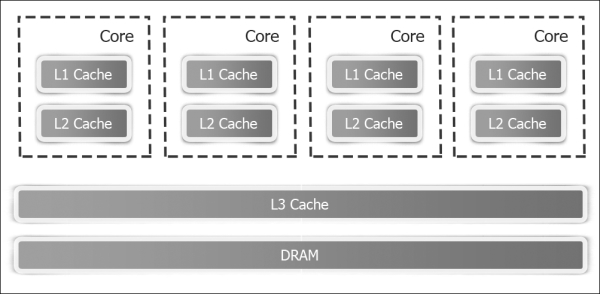 Core Core Core Core
L1 Cache L1 Cache L1 Cache L1 Cache
L2 Cache L2 Cache L2 Cache L2 Cache
L3 Cache
DRAM